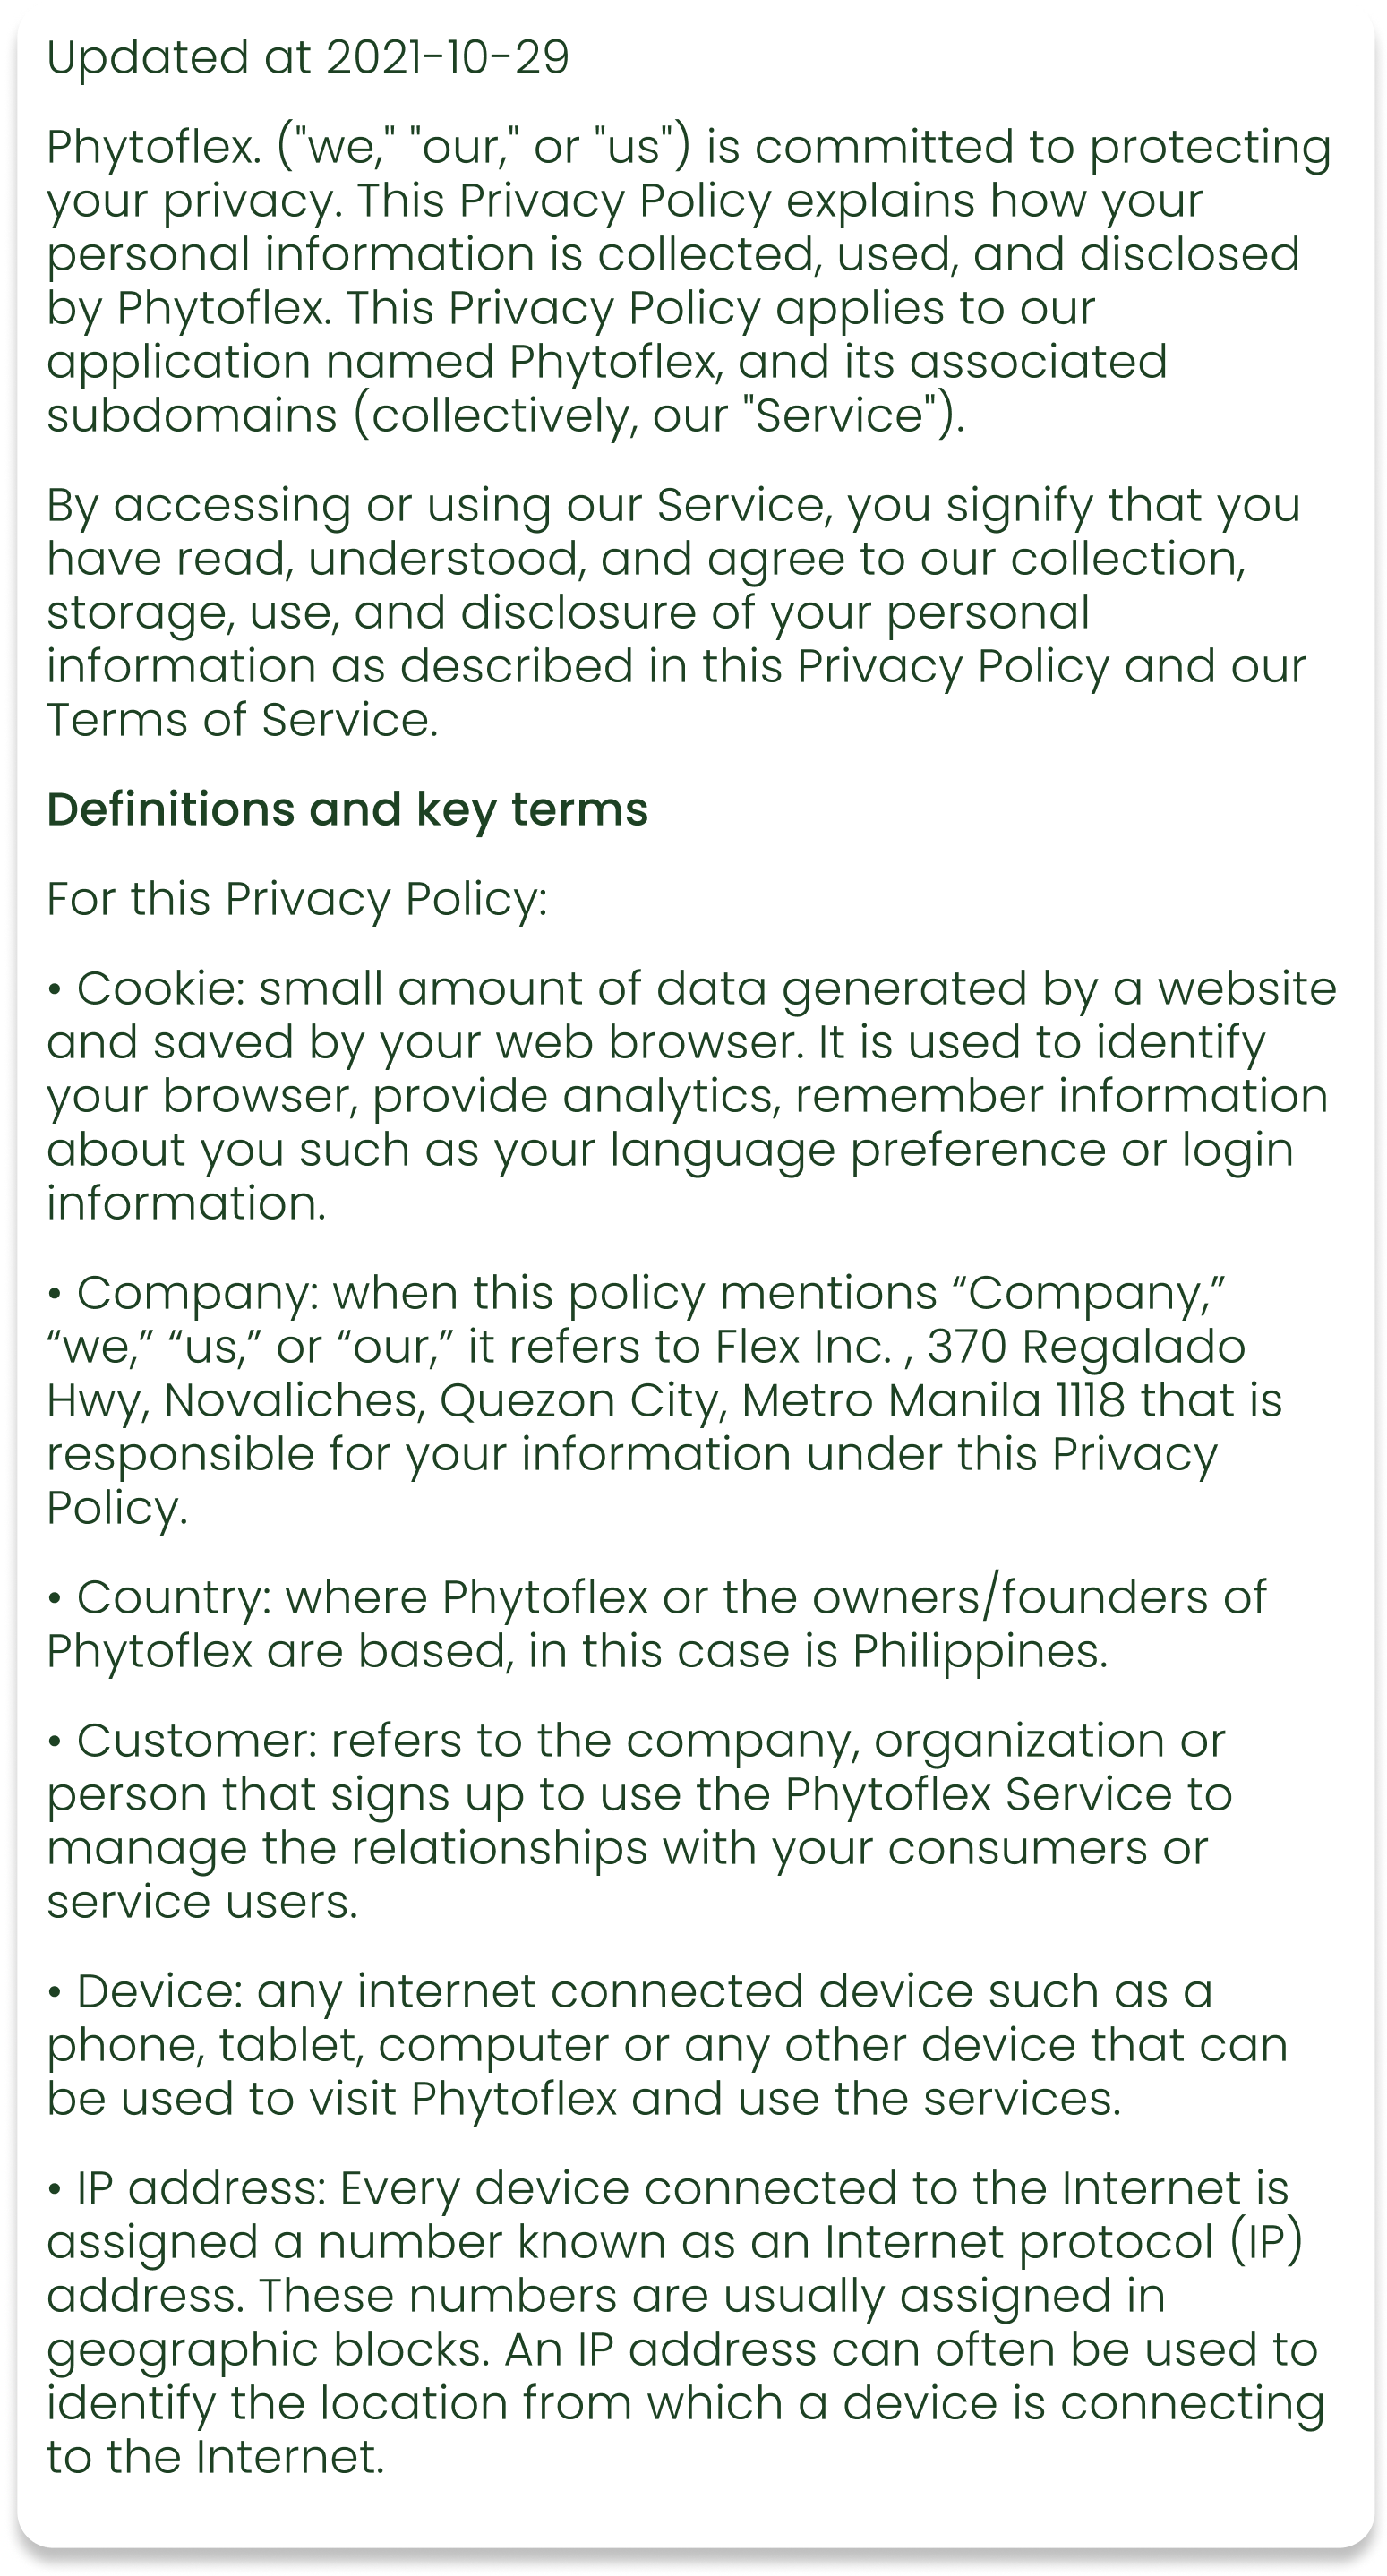 Updated at 2021-10-29
Phytoflex. ("we," "our," or "us") is committed to protecting
your privacy. This Privacy Policy explains how your
personal information is collected, used, and disclosed
by Phytoflex. This Privacy Policy applies to our
application named Phytoflex, and its associated
subdomains (collectively, our "Service").
By accessing or using our Service, you signify that you
have read, understood, and agree to our collection,
storage, use, and disclosure of your personal
information as described in this Privacy Policy and our
Terms of Service.
Definitions and key terms
For this Privacy Policy:
• Cookie: small amount of data generated by a website
and saved by your web browser. It is used to identify
your browser, provide analytics, remember information
about you such as your language preference or login
information.
• Company: when this policy mentions “Company,”
“we,” “us,” or “our,” it refers to Flex Inc. , 370 Regalado
Hwy, Novaliches, Quezon City, Metro Manila 1118 that is
responsible for your information under this Privacy
Policy.
• Country: where Phytoflex or the owners/founders of
Phytoflex are based, in this case is Philippines.
• Customer: refers to the company, organization or
person that signs up to use the Phytoflex Service to
manage the relationships with your consumers or
service users.
• Device: any internet connected device such as a
phone, tablet, computer or any other device that can
be used to visit Phytoflex and use the services.
• IP address: Every device connected to the Internet is
assigned a number known as an Internet protocol (IP)
address. These numbers are usually assigned in
geographic blocks. An IP address can often be used to
identify the location from which a device is connecting
to the Internet.